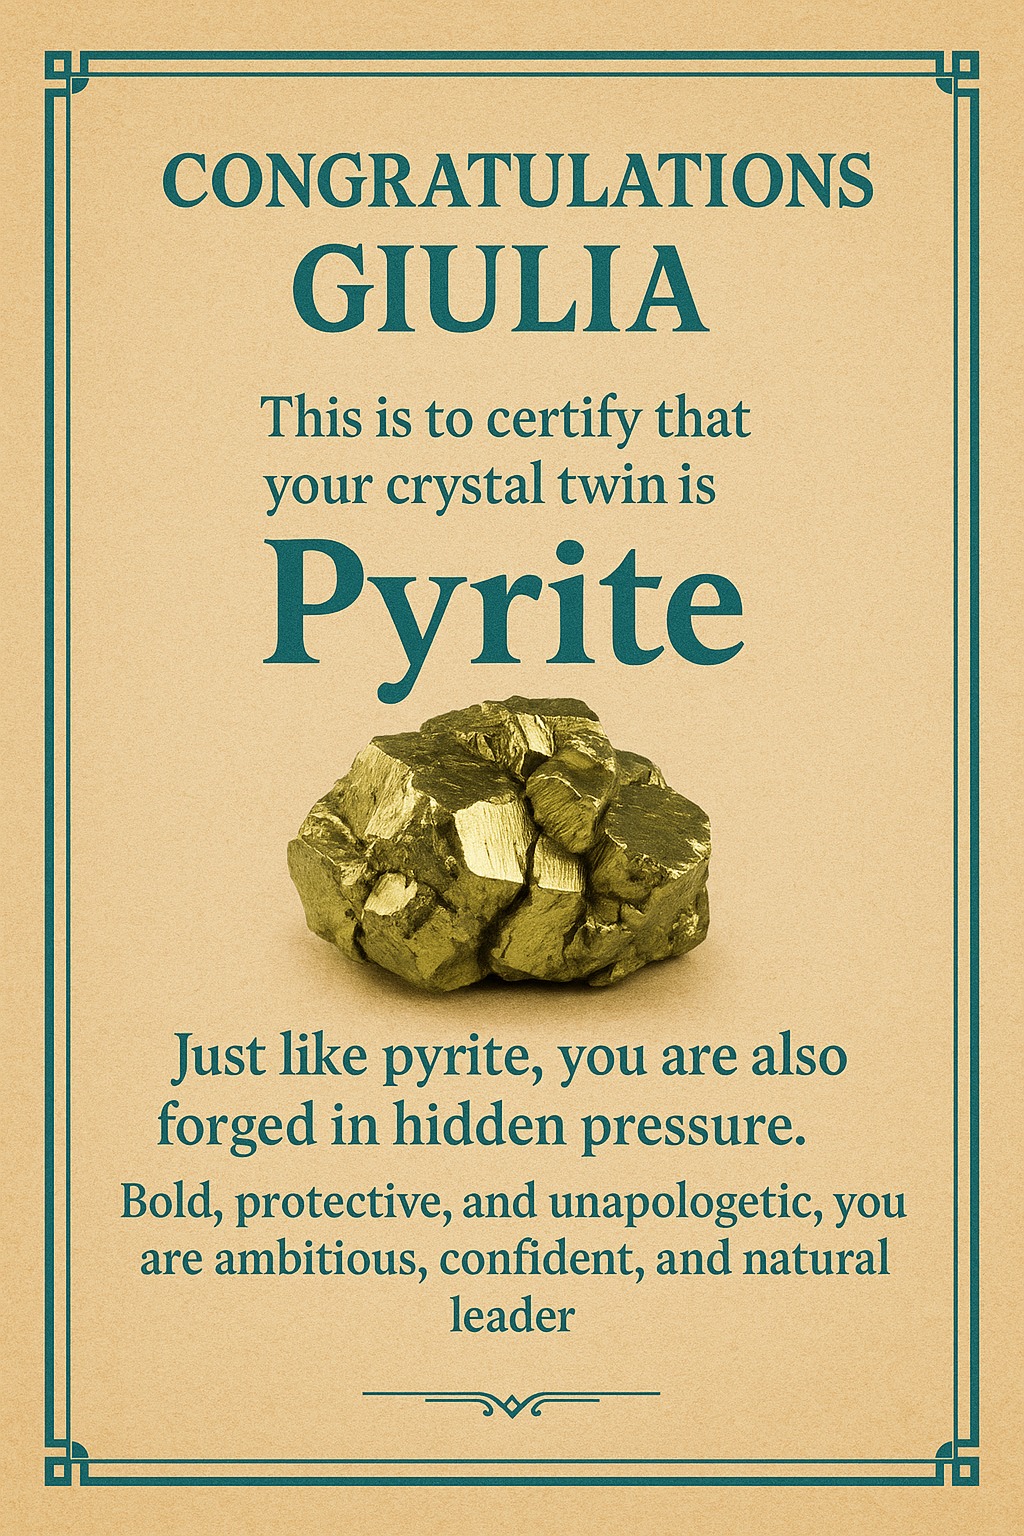 CONGRATULATIONS
GIULIA
This is to certify that
your crystal twin is
Pyrite
Just like pyrite, you are also
forged in hidden pressure.
Bold, protective, and unapologetic, you
are ambitious, confident, and natural
leader